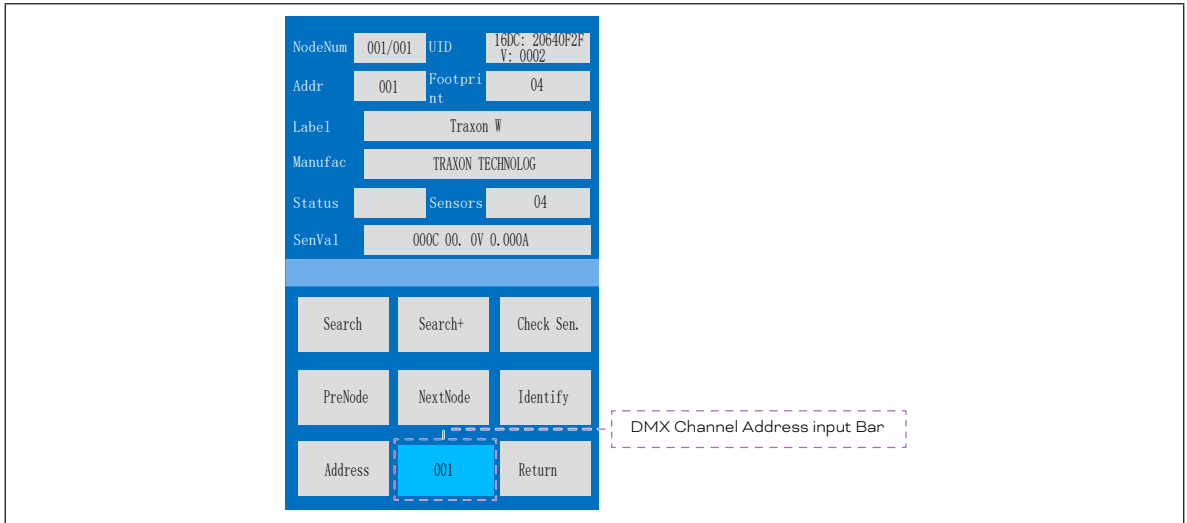 NodeNum 001/001 UID 16DC: 20640F2F
V: 0002
Addr 001 Footpri
nt 04
Label Traxon W
Manufac TRAXON TECHNOLOG
Status Sensors 04
SenVal 000C 00. 0V 0.000A
Search Search+ Check Sen.
PreNode NextNode Identify
DMX Channel Address input Bar
Address 001 Return